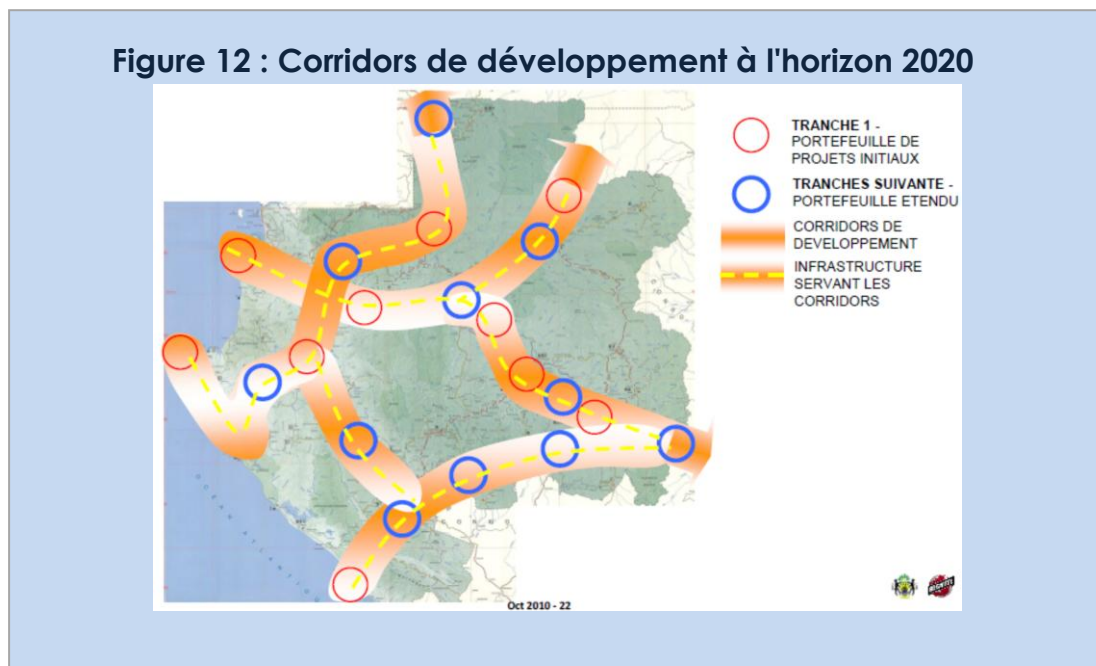 Figure 12 : Corridors de développement à l'horizon 2020
TRANCHE 1 -
PORTEFEUILLE DE
PROJETS INITIAUX
TRANCHES SUIVANTE -
PORTEFEUILLE ETENDU
CORRIDORS DE
DEVELOPPEMENT
INFRASTRUCTURE
SERVANT LES
CORRIDORS
Oct 2010 - 22